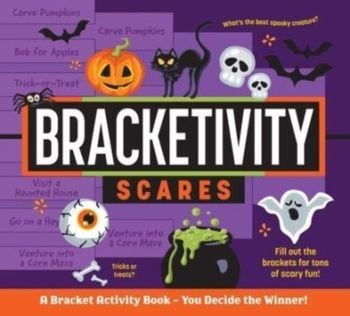 Carve Pumpkins
Carve Pumpkins
What's the best spooky creature?
Bob for Apples
Trick-or-Treat
BRACKETIVITY
SCARES
Visit a
Haunted House
Go on a Hay
Venture into
a Corn Maze
Venture into
a Corn Maze
Tricks or
treats?
Fill out the
brackets for tons
of scary fun!
A Bracket Activity Book – You Decide the Winner!